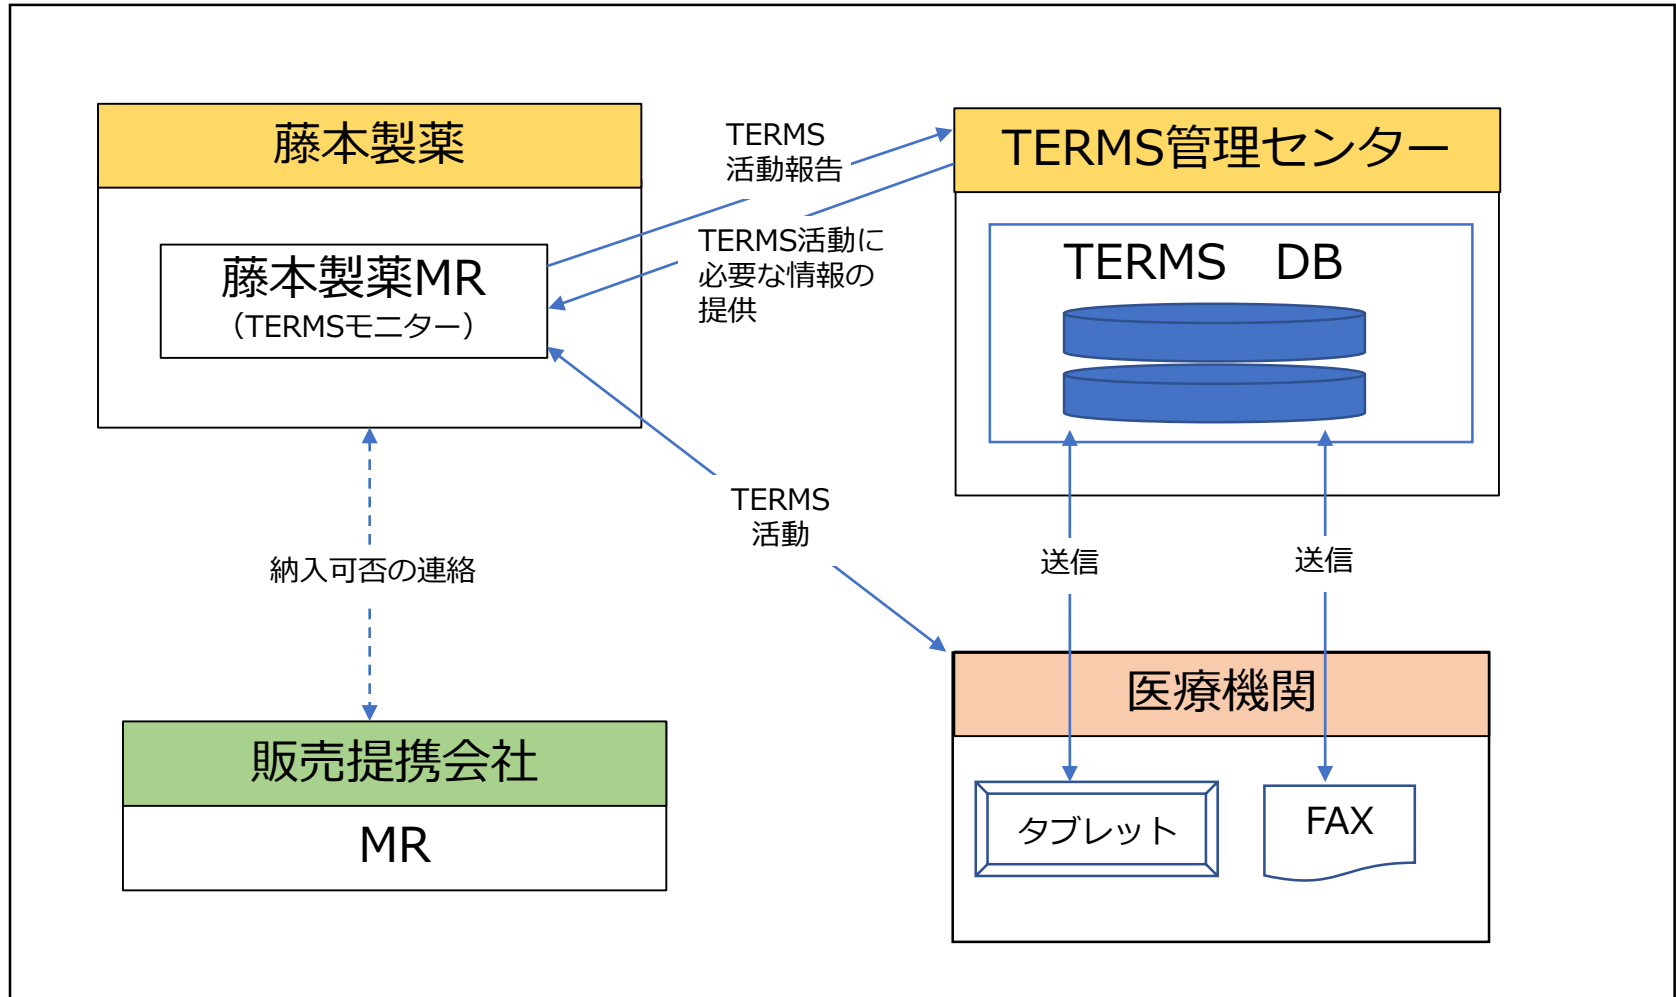 藤本製薬
藤本製薬MR
（TERMSモニター）
TERMS
活動報告
TERMS活動に
必要な情報の
提供
TERMS管理センター
TERMS DB
TERMS
活動
納入可否の連絡
送信
送信
販売提携会社
MR
医療機関
タブレット
FAX